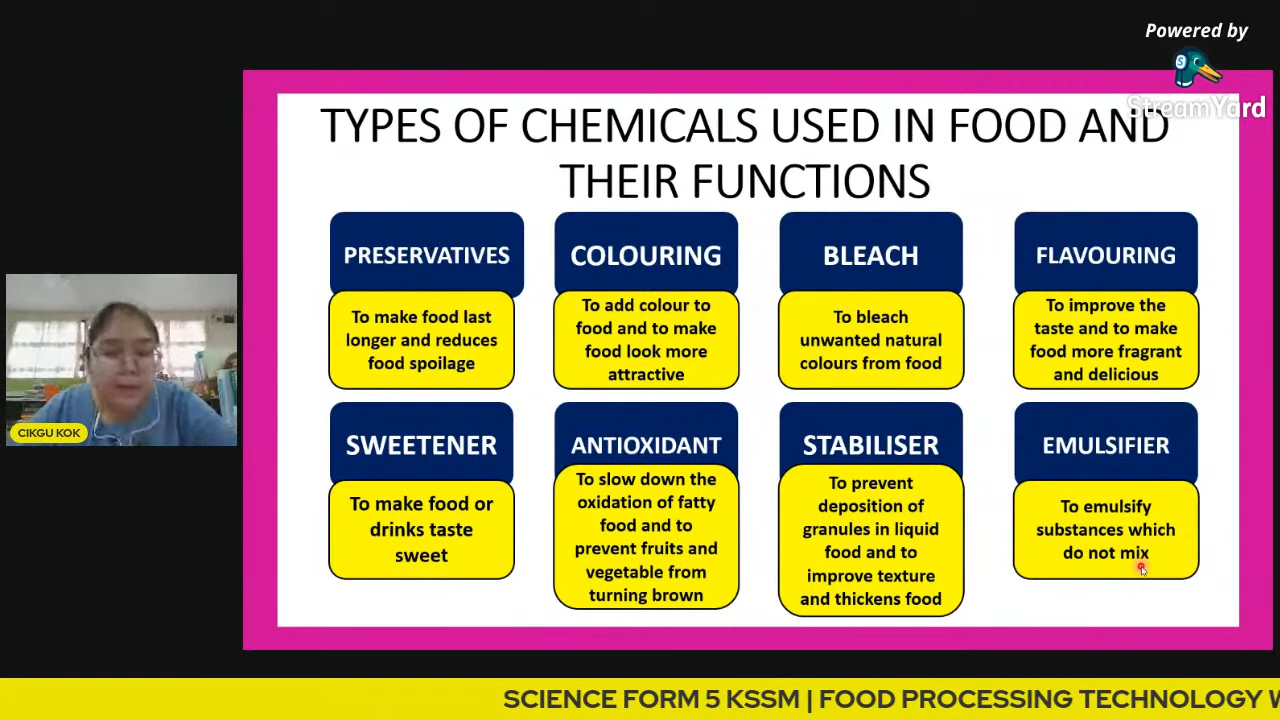 Powered by
StreamYard
TYPES OF CHEMICALS USED IN FOOD AND
THEIR FUNCTIONS
PRESERVATIVES
To make food last
longer and reduces
food spoilage
COLOURING
To add colour to
food and to make
food look more
attractive
BLEACH
To bleach
unwanted natural
colours from food
FLAVOURING
To improve the
taste and to make
food more fragrant
and delicious
SWEETENER
To make food or
drinks taste
sweet
ANTIOXIDANT
To slow down the
oxidation of fatty
food and to
prevent fruits and
vegetable from
turning brown
STABILISER
To prevent
deposition of
granules in liquid
food and to
improve texture
and thickens food
EMULSIFIER
To emulsify
substances which
do not mix
CIKGU KOK
SCIENCE FORM 5 KSSM | FOOD PROCESSING TECHNOLOGY